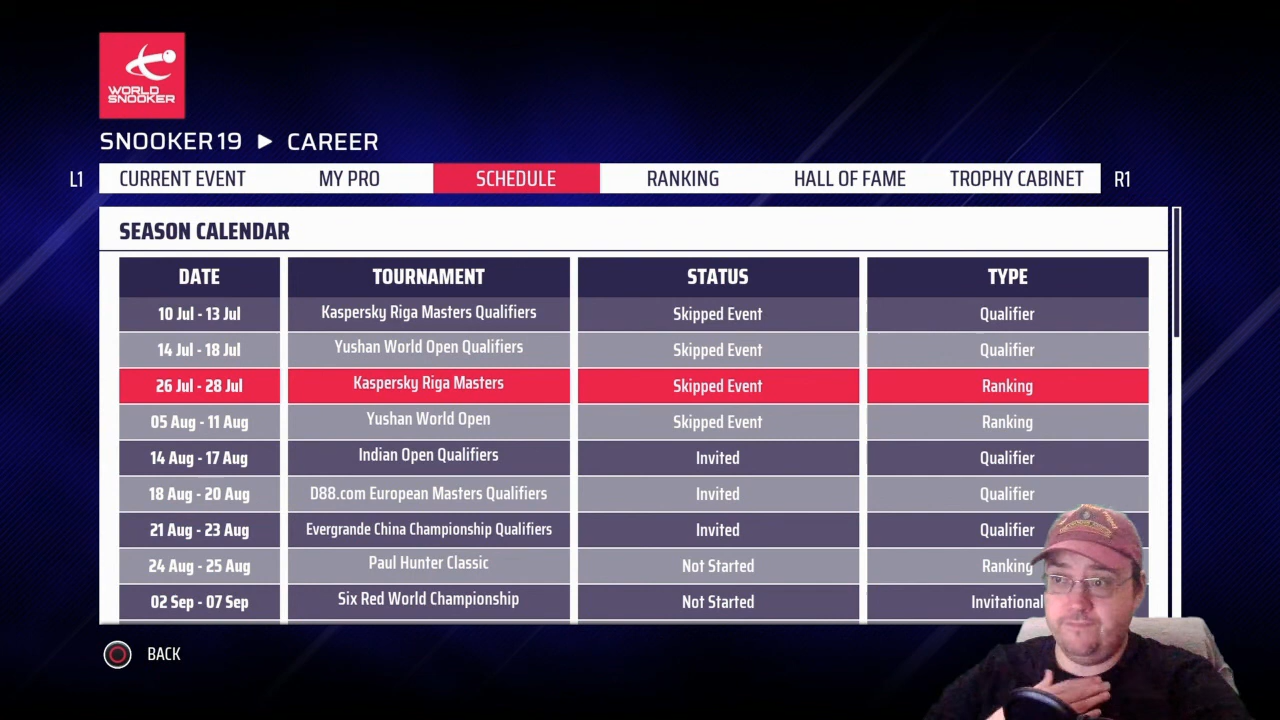 WORLD
SNOOKER
SNOOKER 19 ► CAREER
L1 CURRENT EVENT MY PRO SCHEDULE RANKING HALL OF FAME TROPHY CABINET R1
SEASON CALENDAR
DATE TOURNAMENT STATUS TYPE
10 Jul - 13 Jul Kaspersky Riga Masters Qualifiers Skipped Event Qualifier
14 Jul - 18 Jul Yushan World Open Qualifiers Skipped Event Qualifier
26 Jul - 28 Jul Kaspersky Riga Masters Skipped Event Ranking
05 Aug - 11 Aug Yushan World Open Skipped Event Ranking
14 Aug - 17 Aug Indian Open Qualifiers Invited Qualifier
18 Aug - 20 Aug D88.com European Masters Qualifiers Invited Qualifier
21 Aug - 23 Aug Evergrande China Championship Qualifiers Invited Qualifier
24 Aug - 25 Aug Paul Hunter Classic Not Started Ranking
02 Sep - 07 Sep Six Red World Championship Not Started Invitational
BACK